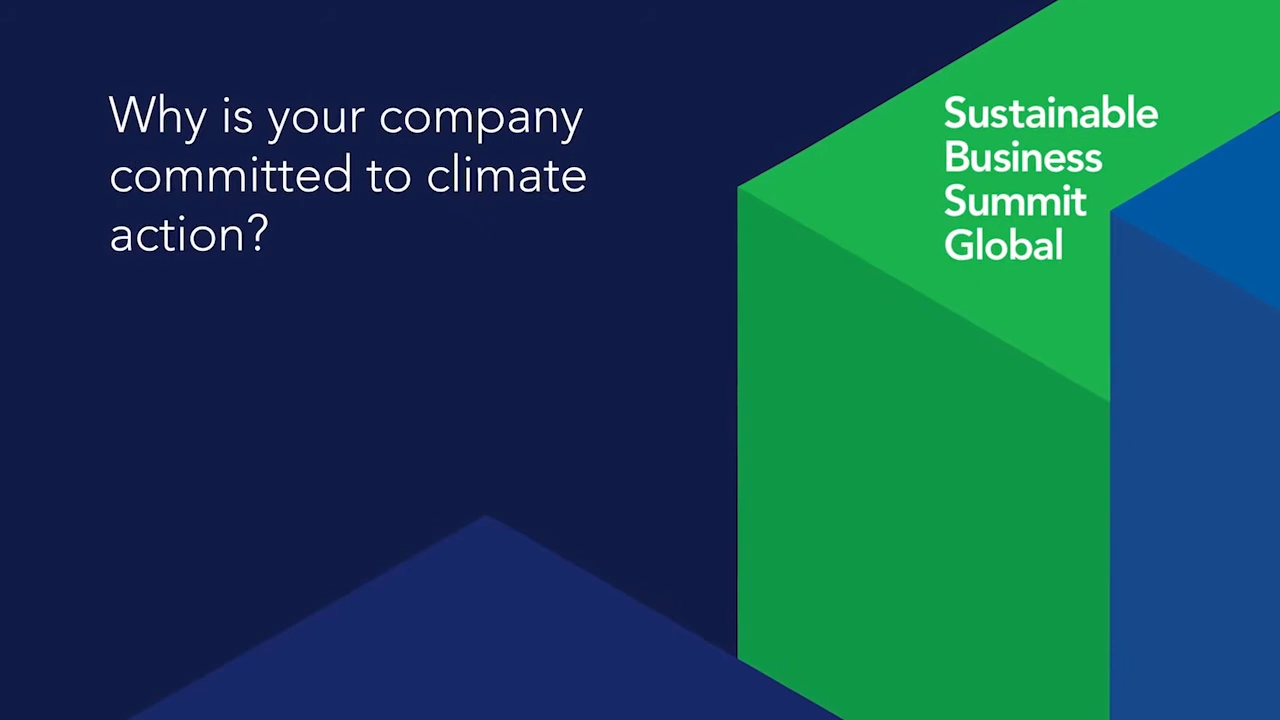 Why is your company
committed to climate
action?
Sustainable
Business
Summit
Global